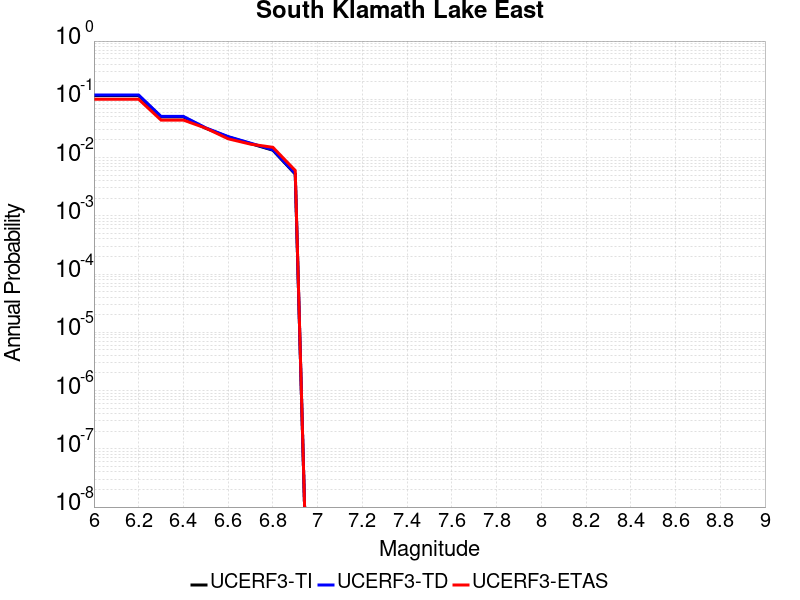 South Klamath Lake East
10^0
10^-1
10^-2
10^-3
10^-4
10^-5
10^-6
10^-7
10^-8
Annual Probability
6 6.2 6.4 6.6 6.8 7 7.2 7.4 7.6 7.8 8 8.2 8.4 8.6 8.8 9
Magnitude
UCERF3-TI UCERF3-TD UCERF3-ETAS